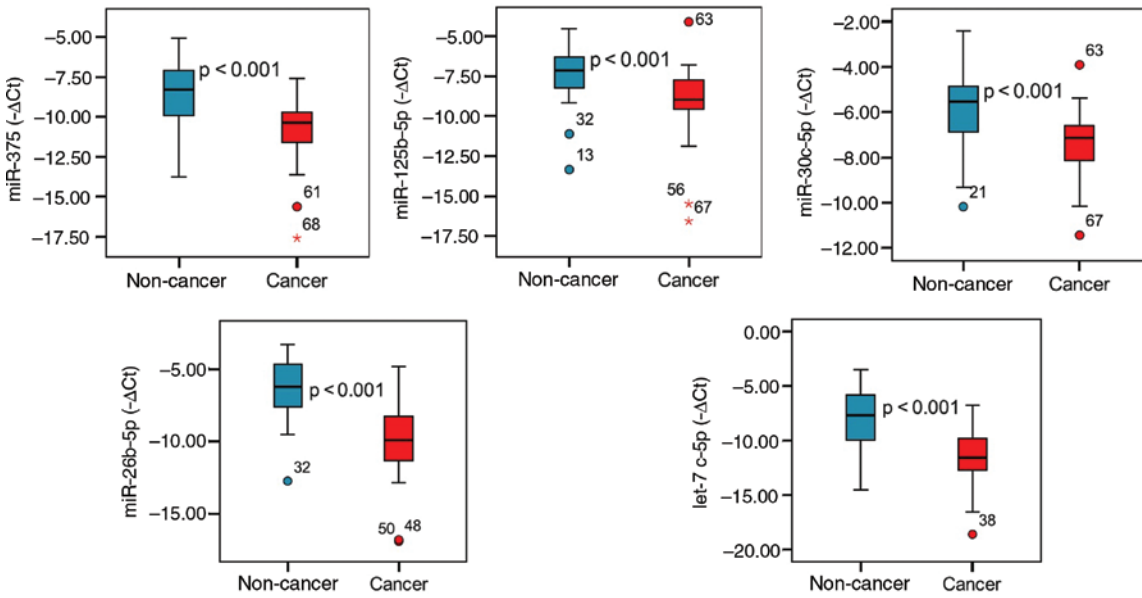 miR-375 (-ΔCt)
−5.00
−7.50
−10.00
−12.50
−15.00
−17.50
p < 0.001
61
68
Non-cancer Cancer
miR-125b-5p (-ΔCt)
−5.00
−7.50
−10.00
−12.50
−15.00
−17.50
63
p < 0.001
32
13
56
67
Non-cancer Cancer
miR-30c-5p (-ΔCt)
−2.00
−4.00
−6.00
−8.00
−10.00
−12.00
63
p < 0.001
21
67
Non-cancer Cancer
miR-26b-5p (-ΔCt)
−5.00
−10.00
−15.00
p < 0.001
32
50 48
Non-cancer Cancer
let-7 c-5p (-ΔCt)
0.00
−5.00
−10.00
−15.00
−20.00
p < 0.001
38
Non-cancer Cancer